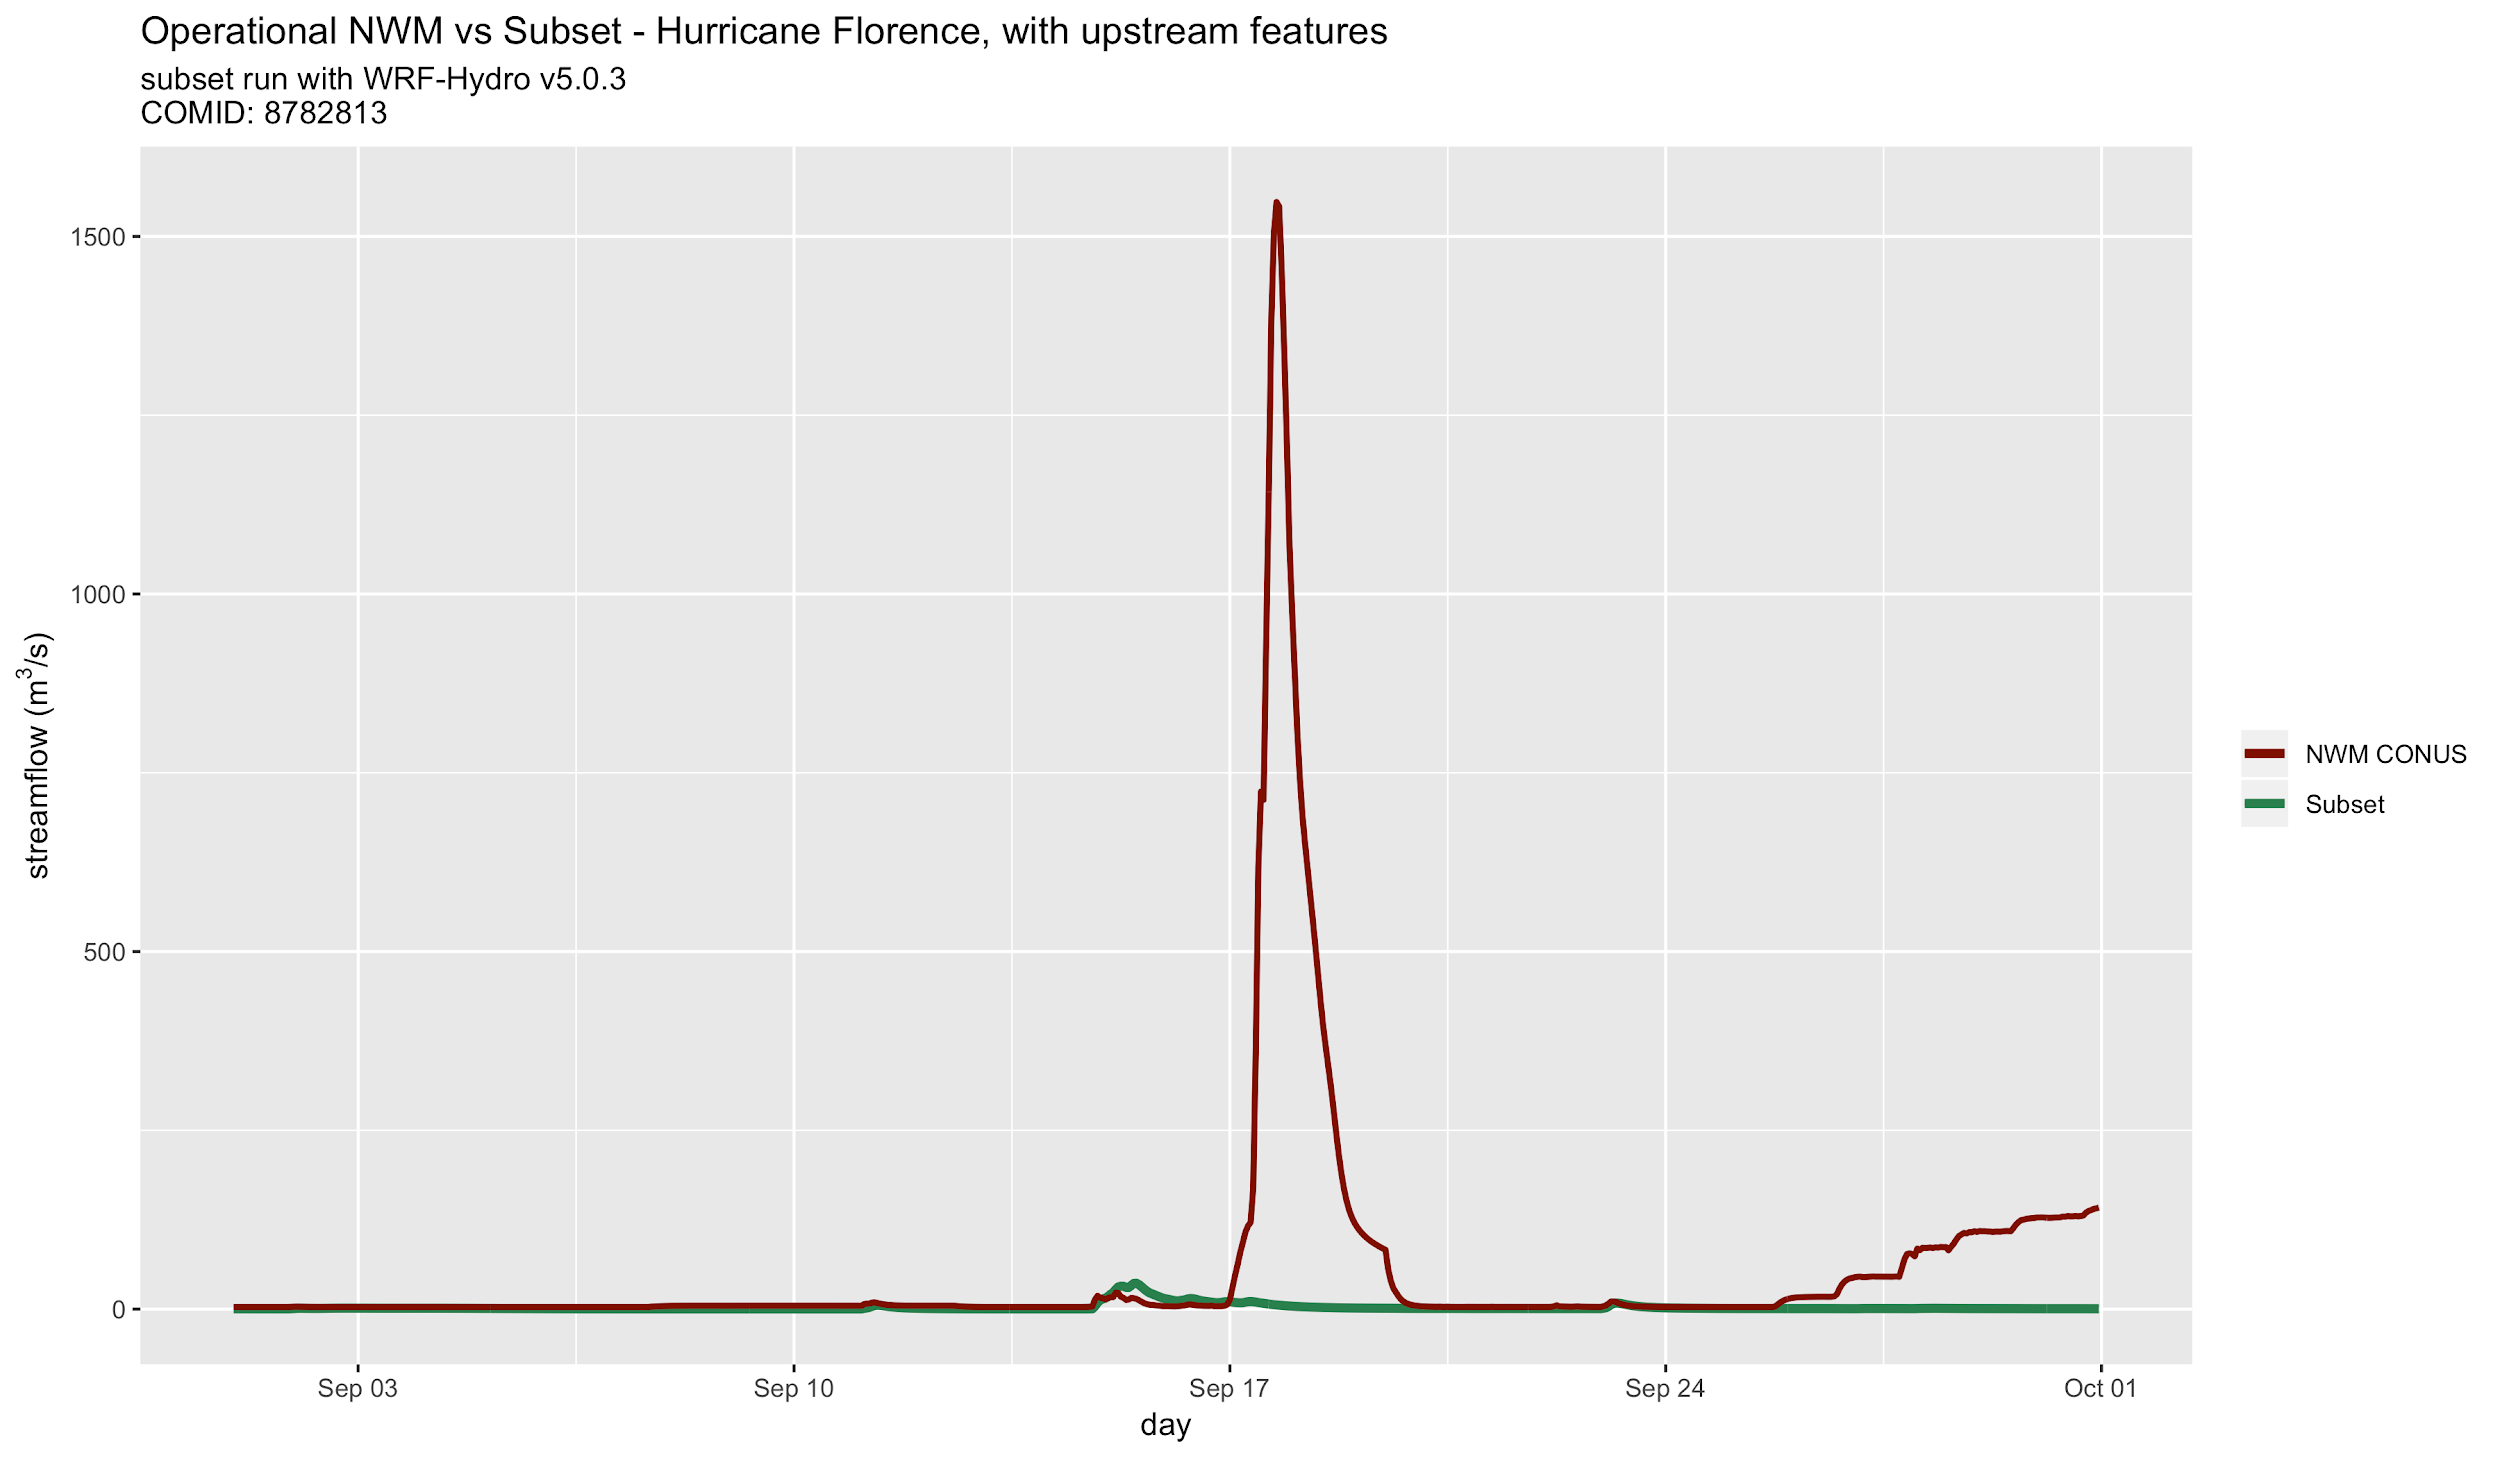 Operational NWM vs Subset - Hurricane Florence, with upstream features
subset run with WRF-Hydro v5.0.3
COMID: 8782813
1500
1000
500
0
streamflow (m³/s)
Sep 03
Sep 10
Sep 17
Sep 24
Oct 01
day
NWM CONUS
Subset